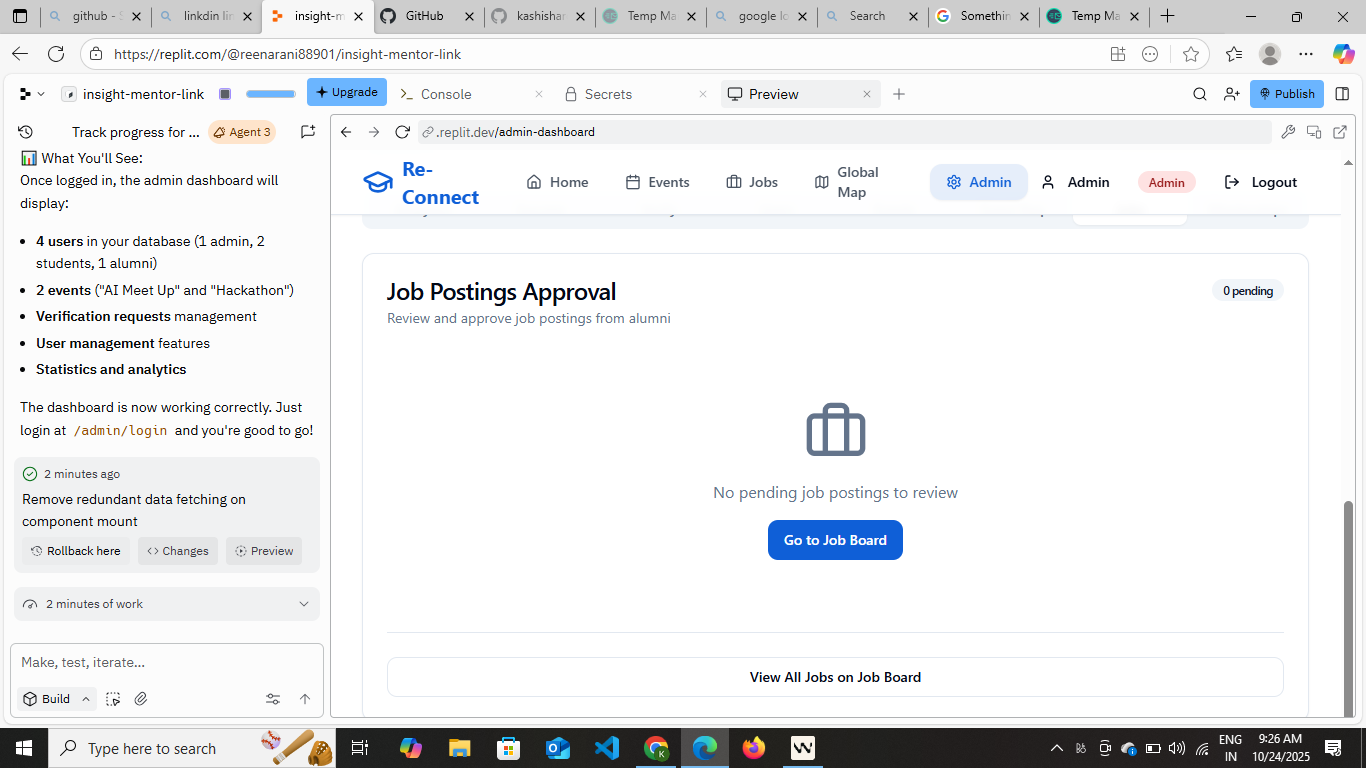 github - S
linkdin lin
insight-m
GitHub
kashishar
Temp Ma
google lo
Search
Somethin
Temp Ma
https://replit.com/@reenarani88901/insight-mentor-link
insight-mentor-link
Upgrade
Console
Secrets
Preview
Publish
Track progress for ...
Agent 3
.replit.dev/admin-dashboard
📊 What You'll See:
Once logged in, the admin dashboard will
display:
• 4 users in your database (1 admin, 2
students, 1 alumni)
• 2 events ("AI Meet Up" and "Hackathon")
• Verification requests management
• User management features
• Statistics and analytics
The dashboard is now working correctly. Just
login at /admin/login and you're good to go!
2 minutes ago
Remove redundant data fetching on
component mount
Rollback here
Changes
Preview
2 minutes of work
Make, test, iterate...
Build
Re-
Connect
Home
Events
Jobs
Global
Map
Admin
Admin
Admin
Logout
Job Postings Approval
0 pending
Review and approve job postings from alumni
No pending job postings to review
Go to Job Board
View All Jobs on Job Board
Type here to search
ENG
IN
9:26 AM
10/24/2025